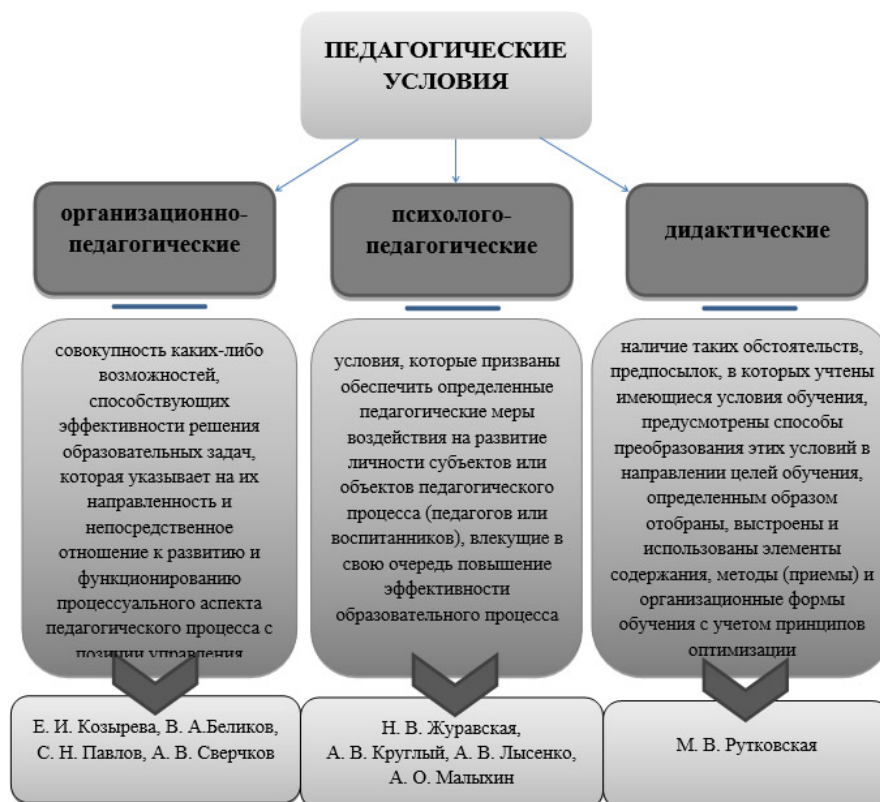 ПЕДАГОГИЧЕСКИЕ
УСЛОВИЯ
организационно-
педагогические
психолого-
педагогические
дидактические
совокупность каких-либо
возможностей,
способствующих
эффективности решения
образовательных задач,
которая указывает на их
направленность и
непосредственное
отношение к развитию и
функционированию
процессуального аспекта
педагогического процесса с
позиции управления
условия, которые призваны
обеспечить определенные
педагогические меры
воздействия на развитие
личности субъектов или
объектов педагогического
процесса (педагогов или
воспитанников), влекущие в
свою очередь повышение
эффективности
образовательного процесса
наличие таких обстоятельств,
предпосылок, в которых учтены
имеющиеся условия обучения,
предусмотрены способы
преобразования этих условий в
направлении целей обучения,
определенным образом
отобраны, выстроены и
использованы элементы
содержания, методы (приемы) и
организационные формы
обучения с учетом принципов
оптимизации
Е. И. Козырева, В. А.Беликов,
С. Н. Павлов, А. В. Сверчков
Н. В. Журавская,
А. В. Круглый, А. В. Лысенко,
А. О. Малыхин
М. В. Рутковская